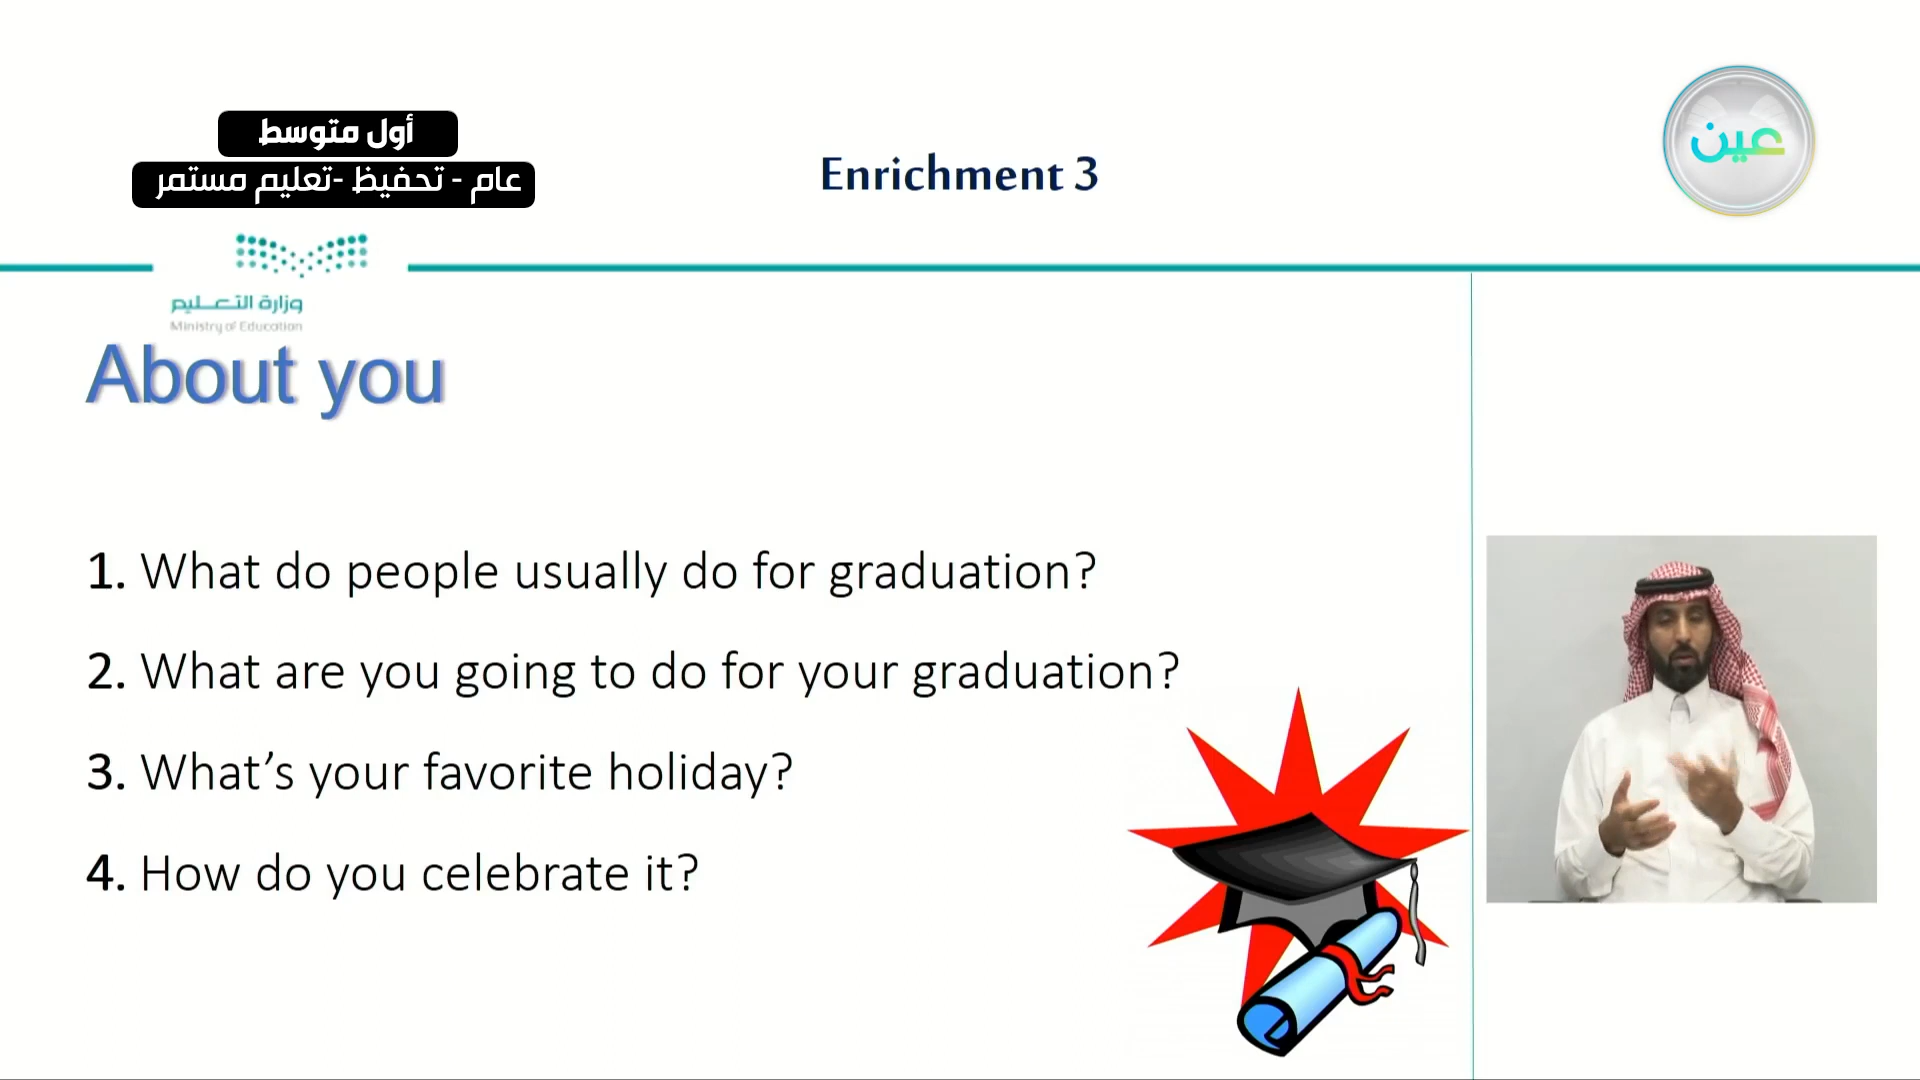 أول متوسط
عام - تحفيظ -تعليم مستمر
Enrichment 3
عين
وزارة التعليم
Ministry of Education
About you
1. What do people usually do for graduation?
2. What are you going to do for your graduation?
3. What’s your favorite holiday?
4. How do you celebrate it?